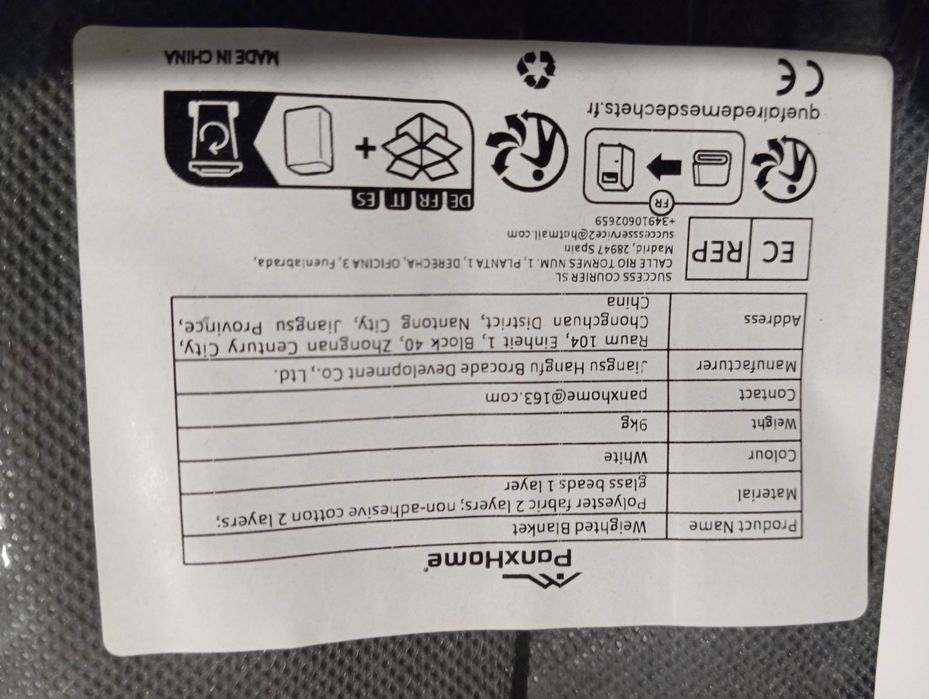 PanxHome®
Product Name Weighted Blanket
Material Polyester fabric 2 layers; non-adhesive cotton 2 layers;
glass beads 1 layer
Colour White
Weight 9kg
Contact panxhome@163.com
Manufacturer Jiangsu Hangfu Brocade Development Co., Ltd.
Address Raum 104, Einheit 1, Block 40, Zhongnan Century City,
Chongchuan District, Nantong City, Jiangsu Province,
China
EC REP
SUCCESS COURIER SL
CALLE RIO TORMES NUM. 1, PLANTA 1, DERECHA, OFICINA 3, Fuenlabrada,
Madrid, 28947 Spain
successservice2@hotmail.com
+34910602659
FR
DE FR IT ES
quefairedemesdechets.fr
CE
MADE IN CHINA